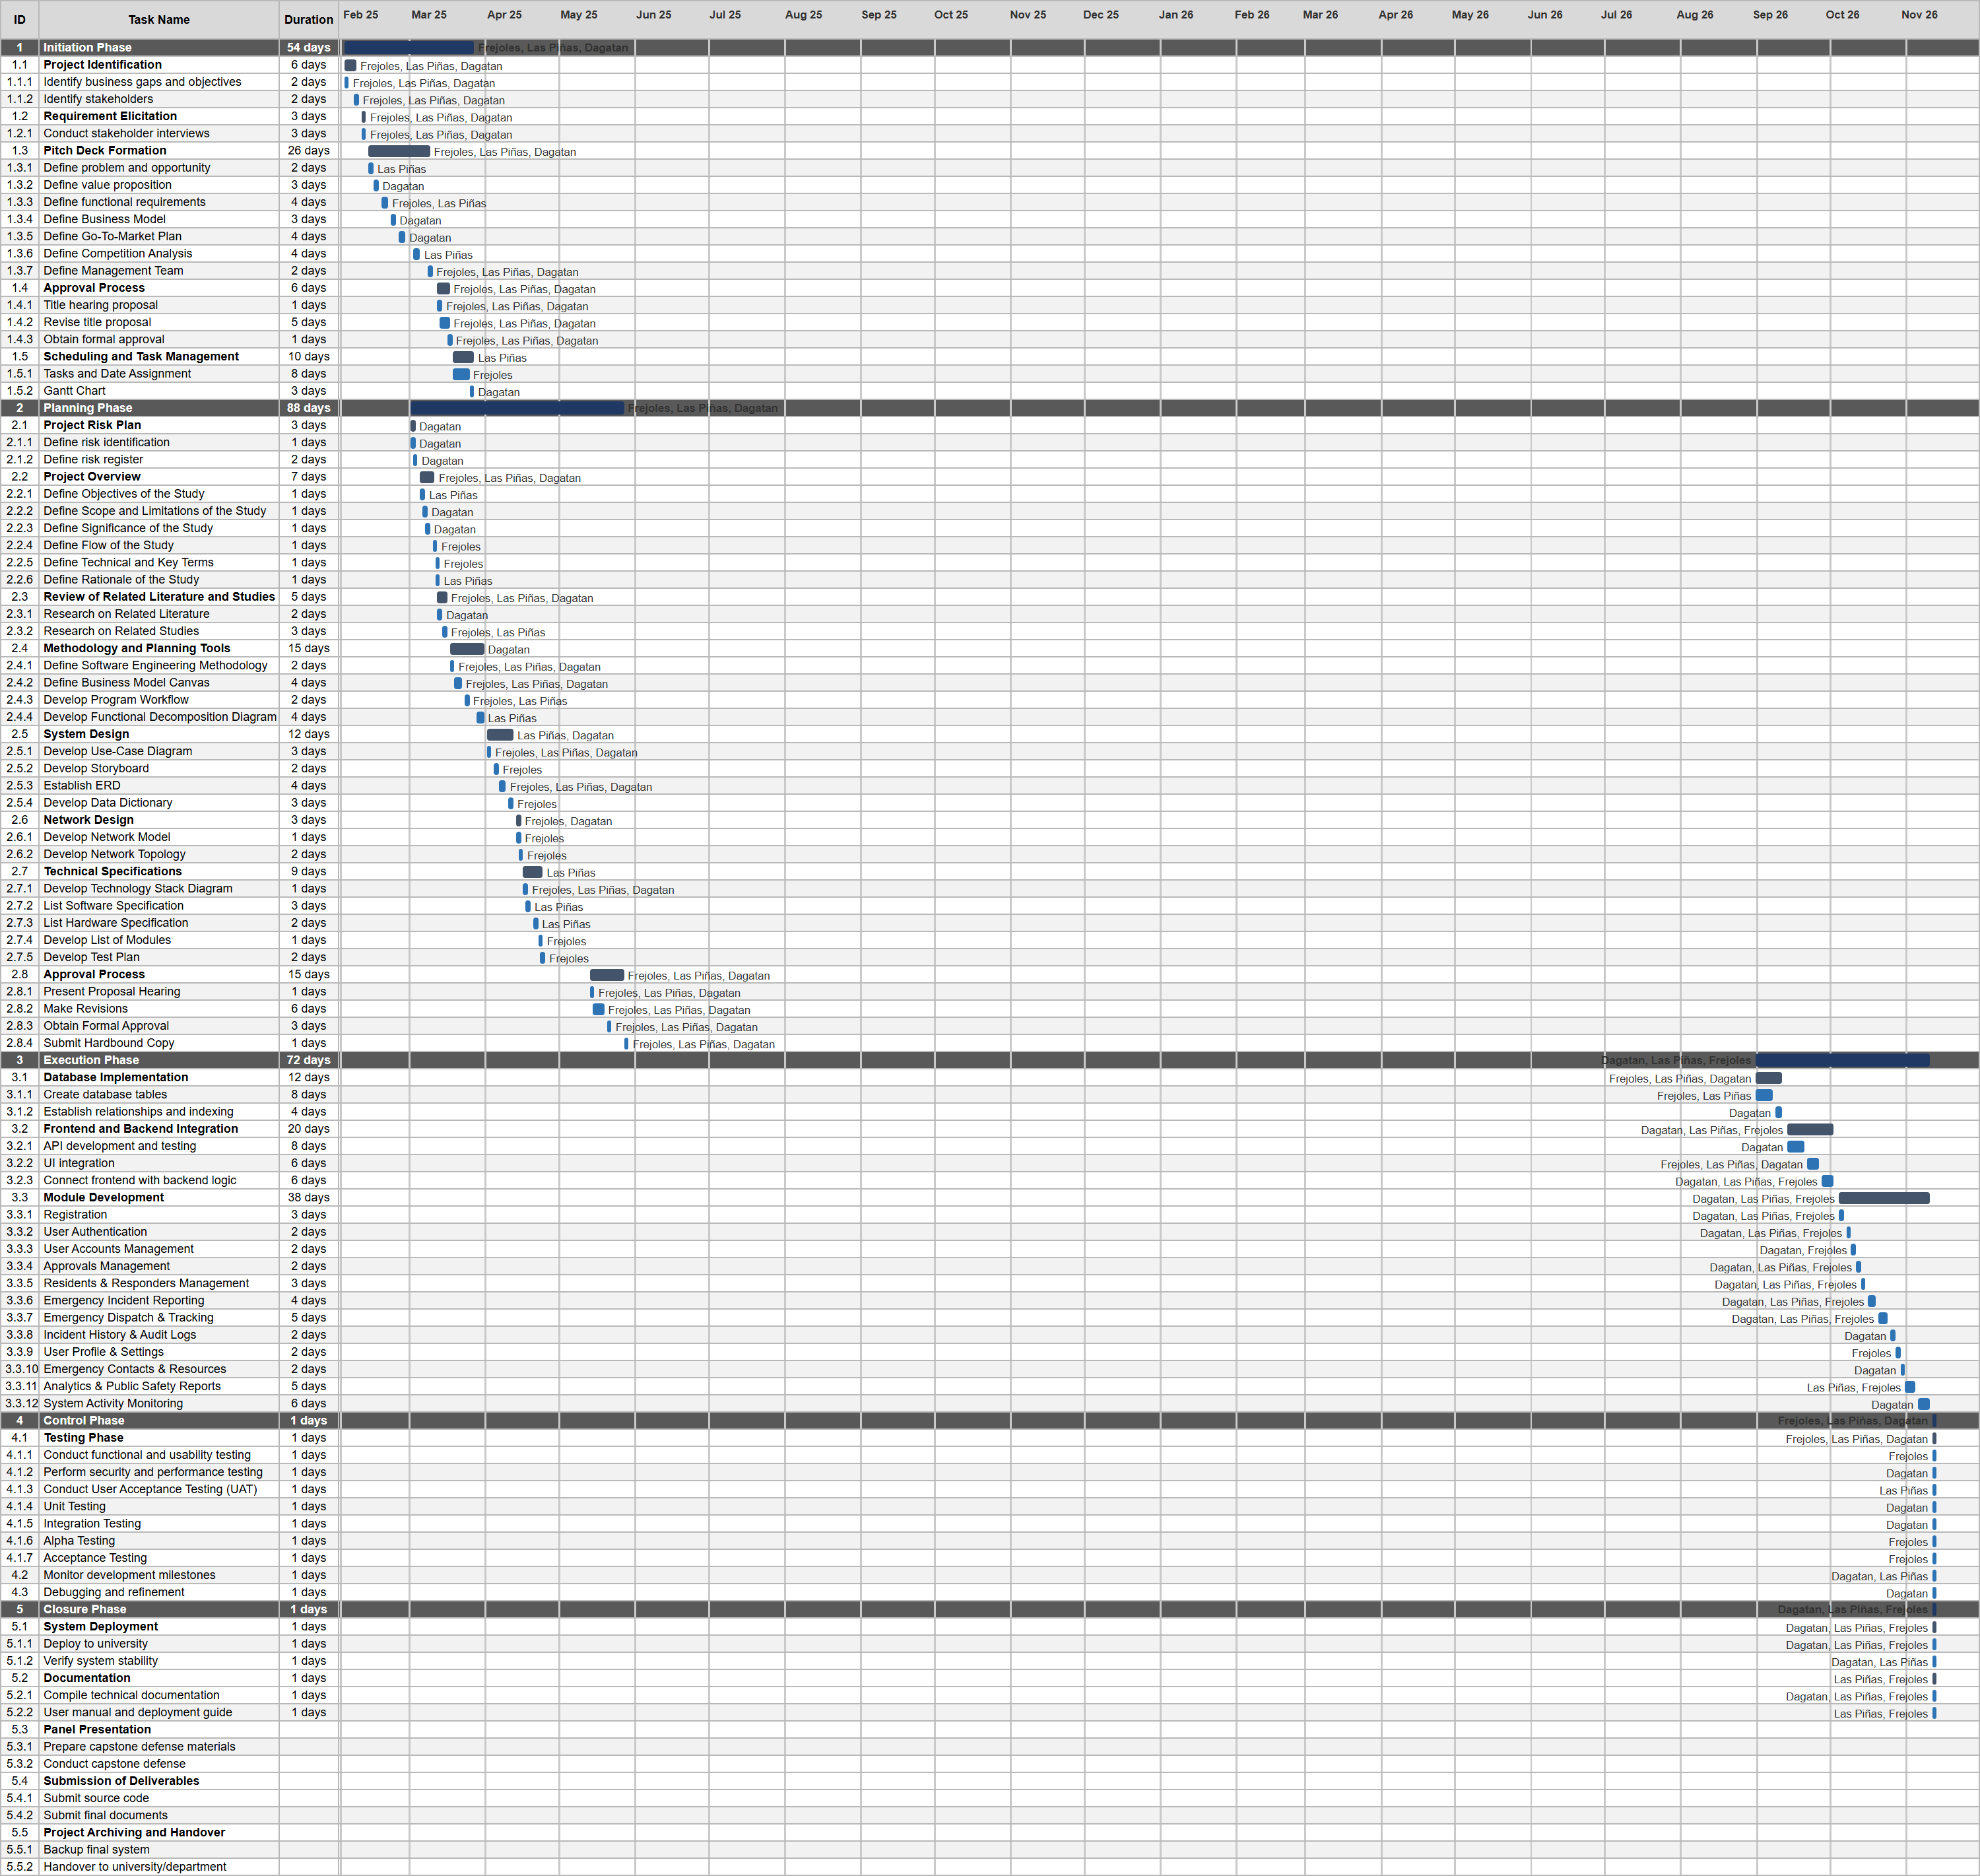 ID Task Name Duration Feb 25 Mar 25 Apr 25 May 25 Jun 25 Jul 25 Aug 25 Sep 25 Oct 25 Nov 25 Dec 25 Jan 26 Feb 26 Mar 26 Apr 26 May 26 Jun 26 Jul 26 Aug 26 Sep 26 Oct 26 Nov 26
1 Initiation Phase 54 days Frejoles, Las Piñas, Dagatan
1.1 Project Identification 6 days Frejoles, Las Piñas, Dagatan
1.1.1 Identify business gaps and objectives 2 days Frejoles, Las Piñas, Dagatan
1.1.2 Identify stakeholders 2 days Frejoles, Las Piñas, Dagatan
1.2 Requirement Elicitation 3 days Frejoles, Las Piñas, Dagatan
1.2.1 Conduct stakeholder interviews 3 days Frejoles, Las Piñas, Dagatan
1.3 Pitch Deck Formation 26 days Frejoles, Las Piñas, Dagatan
1.3.1 Define problem and opportunity 2 days Las Piñas
1.3.2 Define value proposition 3 days Dagatan
1.3.3 Define functional requirements 4 days Frejoles, Las Piñas
1.3.4 Define Business Model 3 days Dagatan
1.3.5 Define Go-To-Market Plan 4 days Dagatan
1.3.6 Define Competition Analysis 4 days Las Piñas
1.3.7 Define Management Team 2 days Frejoles, Las Piñas, Dagatan
1.4 Approval Process 6 days Frejoles, Las Piñas, Dagatan
1.4.1 Title hearing proposal 1 days Frejoles, Las Piñas, Dagatan
1.4.2 Revise title proposal 5 days Frejoles, Las Piñas, Dagatan
1.4.3 Obtain formal approval 1 days Frejoles, Las Piñas, Dagatan
1.5 Scheduling and Task Management 10 days Las Piñas
1.5.1 Tasks and Date Assignment 8 days Frejoles
1.5.2 Gantt Chart 3 days Dagatan
2 Planning Phase 88 days Frejoles, Las Piñas, Dagatan
2.1 Project Risk Plan 3 days Dagatan
2.1.1 Define risk identification 1 days Dagatan
2.1.2 Define risk register 2 days Dagatan
2.2 Project Overview 7 days Frejoles, Las Piñas, Dagatan
2.2.1 Define Objectives of the Study 1 days Las Piñas
2.2.2 Define Scope and Limitations of the Study 1 days Dagatan
2.2.3 Define Significance of the Study 1 days Dagatan
2.2.4 Define Flow of the Study 1 days Frejoles
2.2.5 Define Technical and Key Terms 1 days Frejoles
2.2.6 Define Rationale of the Study 1 days Las Piñas
2.3 Review of Related Literature and Studies 5 days Frejoles, Las Piñas, Dagatan
2.3.1 Research on Related Literature 2 days Dagatan
2.3.2 Research on Related Studies 3 days Frejoles, Las Piñas
2.4 Methodology and Planning Tools 15 days Dagatan
2.4.1 Define Software Engineering Methodology 2 days Frejoles, Las Piñas, Dagatan
2.4.2 Define Business Model Canvas 4 days Frejoles, Las Piñas, Dagatan
2.4.3 Develop Program Workflow 2 days Frejoles, Las Piñas
2.4.4 Develop Functional Decomposition Diagram 4 days Las Piñas
2.5 System Design 12 days Las Piñas, Dagatan
2.5.1 Develop Use-Case Diagram 3 days Frejoles, Las Piñas, Dagatan
2.5.2 Develop Storyboard 2 days Frejoles
2.5.3 Establish ERD 4 days Frejoles, Las Piñas, Dagatan
2.5.4 Develop Data Dictionary 3 days Frejoles
2.6 Network Design 3 days Frejoles, Dagatan
2.6.1 Develop Network Model 1 days Frejoles
2.6.2 Develop Network Topology 2 days Frejoles
2.7 Technical Specifications 9 days Las Piñas
2.7.1 Develop Technology Stack Diagram 1 days Frejoles, Las Piñas, Dagatan
2.7.2 List Software Specification 3 days Las Piñas
2.7.3 List Hardware Specification 2 days Las Piñas
2.7.4 Develop List of Modules 1 days Frejoles
2.7.5 Develop Test Plan 2 days Frejoles
2.8 Approval Process 15 days Frejoles, Las Piñas, Dagatan
2.8.1 Present Proposal Hearing 1 days Frejoles, Las Piñas, Dagatan
2.8.2 Make Revisions 6 days Frejoles, Las Piñas, Dagatan
2.8.3 Obtain Formal Approval 3 days Frejoles, Las Piñas, Dagatan
2.8.4 Submit Hardbound Copy 1 days Frejoles, Las Piñas, Dagatan
3 Execution Phase 72 days Dagatan, Las Piñas, Frejoles
3.1 Database Implementation 12 days Frejoles, Las Piñas, Dagatan
3.1.1 Create database tables 8 days Frejoles, Las Piñas
3.1.2 Establish relationships and indexing 4 days Dagatan
3.2 Frontend and Backend Integration 20 days Dagatan, Las Piñas, Frejoles
3.2.1 API development and testing 8 days Dagatan
3.2.2 UI integration 6 days Frejoles, Las Piñas, Dagatan
3.2.3 Connect frontend with backend logic 6 days Dagatan, Las Piñas, Frejoles
3.3 Module Development 38 days Dagatan, Las Piñas, Frejoles
3.3.1 Registration 3 days Dagatan, Las Piñas, Frejoles
3.3.2 User Authentication 2 days Dagatan, Las Piñas, Frejoles
3.3.3 User Accounts Management 2 days Dagatan, Frejoles
3.3.4 Approvals Management 2 days Dagatan, Las Piñas, Frejoles
3.3.5 Residents & Responders Management 3 days Dagatan, Las Piñas, Frejoles
3.3.6 Emergency Incident Reporting 4 days Dagatan, Las Piñas, Frejoles
3.3.7 Emergency Dispatch & Tracking 5 days Dagatan, Las Piñas, Frejoles
3.3.8 Incident History & Audit Logs 2 days Dagatan
3.3.9 User Profile & Settings 2 days Frejoles
3.3.10 Emergency Contacts & Resources 2 days Dagatan
3.3.11 Analytics & Public Safety Reports 5 days Las Piñas, Frejoles
3.3.12 System Activity Monitoring 6 days Dagatan
4 Control Phase 1 days Frejoles, Las Piñas, Dagatan
4.1 Testing Phase 1 days Frejoles, Las Piñas, Dagatan
4.1.1 Conduct functional and usability testing 1 days Frejoles
4.1.2 Perform security and performance testing 1 days Dagatan
4.1.3 Conduct User Acceptance Testing (UAT) 1 days Las Piñas
4.1.4 Unit Testing 1 days Dagatan
4.1.5 Integration Testing 1 days Dagatan
4.1.6 Alpha Testing 1 days Frejoles
4.1.7 Acceptance Testing 1 days Frejoles
4.2 Monitor development milestones 1 days Dagatan, Las Piñas
4.3 Debugging and refinement 1 days Dagatan
5 Closure Phase 1 days Dagatan, Las Piñas, Frejoles
5.1 System Deployment 1 days Dagatan, Las Piñas, Frejoles
5.1.1 Deploy to university 1 days Dagatan, Las Piñas, Frejoles
5.1.2 Verify system stability 1 days Dagatan, Las Piñas
5.2 Documentation 1 days Las Piñas, Frejoles
5.2.1 Compile technical documentation 1 days Dagatan, Las Piñas, Frejoles
5.2.2 User manual and deployment guide 1 days Las Piñas, Frejoles
5.3 Panel Presentation
5.3.1 Prepare capstone defense materials
5.3.2 Conduct capstone defense
5.4 Submission of Deliverables
5.4.1 Submit source code
5.4.2 Submit final documents
5.5 Project Archiving and Handover
5.5.1 Backup final system
5.5.2 Handover to university/department